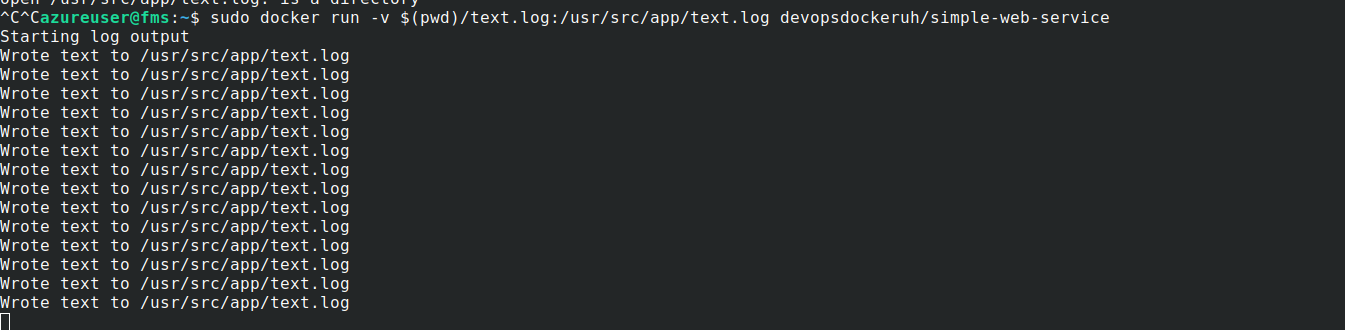 open /usr/src/app/text.log: is a directory
^C^Cazureuser@fms:~$ sudo docker run -v $(pwd)/text.log:/usr/src/app/text.log devopsdockeruh/simple-web-service
Starting log output
Wrote text to /usr/src/app/text.log
Wrote text to /usr/src/app/text.log
Wrote text to /usr/src/app/text.log
Wrote text to /usr/src/app/text.log
Wrote text to /usr/src/app/text.log
Wrote text to /usr/src/app/text.log
Wrote text to /usr/src/app/text.log
Wrote text to /usr/src/app/text.log
Wrote text to /usr/src/app/text.log
Wrote text to /usr/src/app/text.log
Wrote text to /usr/src/app/text.log
Wrote text to /usr/src/app/text.log
Wrote text to /usr/src/app/text.log
Wrote text to /usr/src/app/text.log